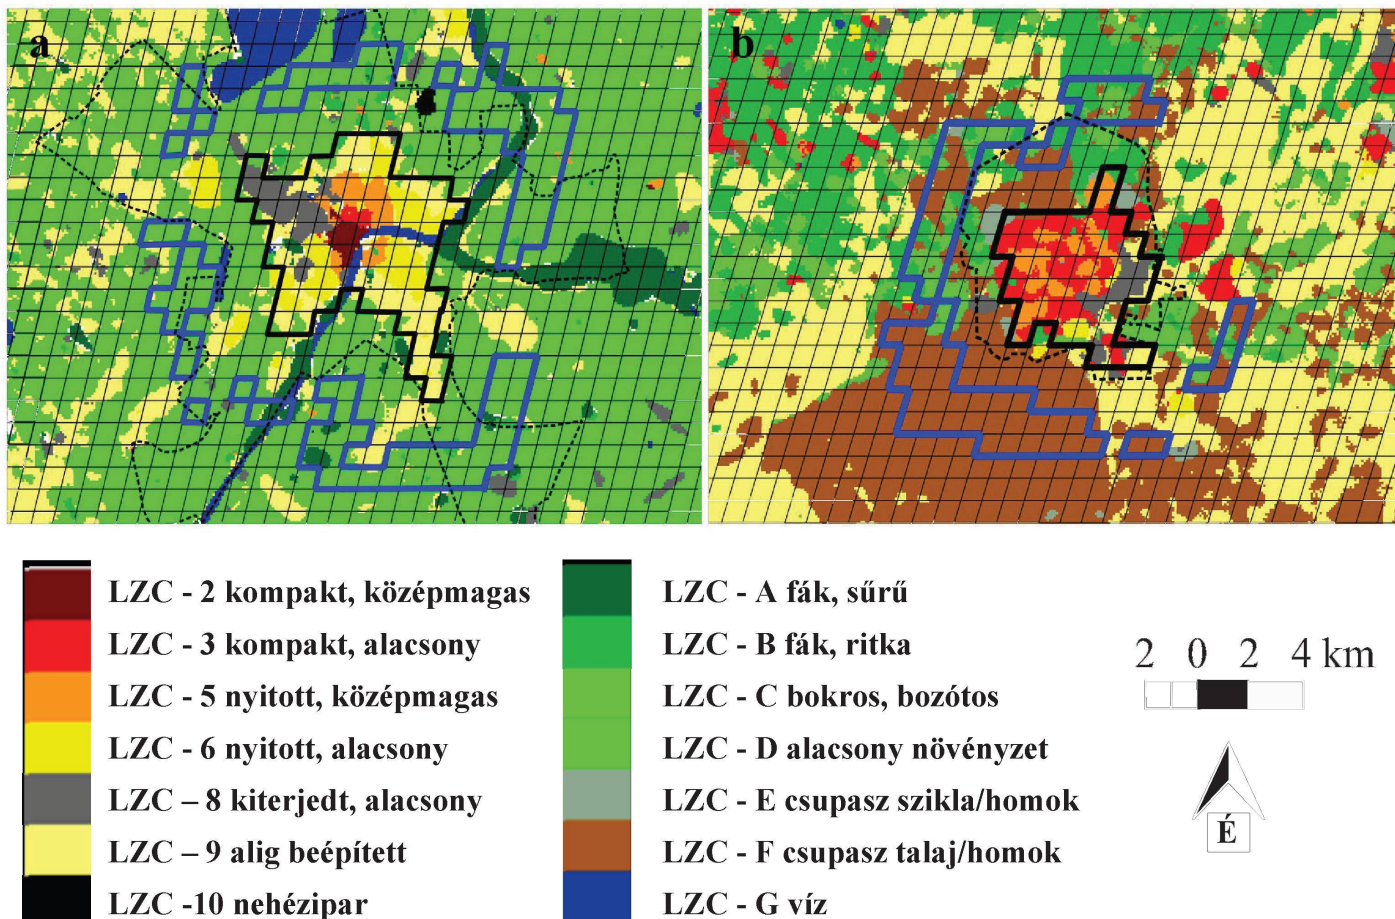 a
b
LZC - 2 kompakt, középmagas
LZC - 3 kompakt, alacsony
LZC - 5 nyitott, középmagas
LZC - 6 nyitott, alacsony
LZC – 8 kiterjedt, alacsony
LZC – 9 alig beépített
LZC -10 nehézipar
LZC - A fák, sűrű
LZC - B fák, ritka
LZC - C bokros, bozótos
LZC - D alacsony növényzet
LZC - E csupasz szikla/homok
LZC - F csupasz talaj/homok
LZC - G víz
2 0 2 4 km
É